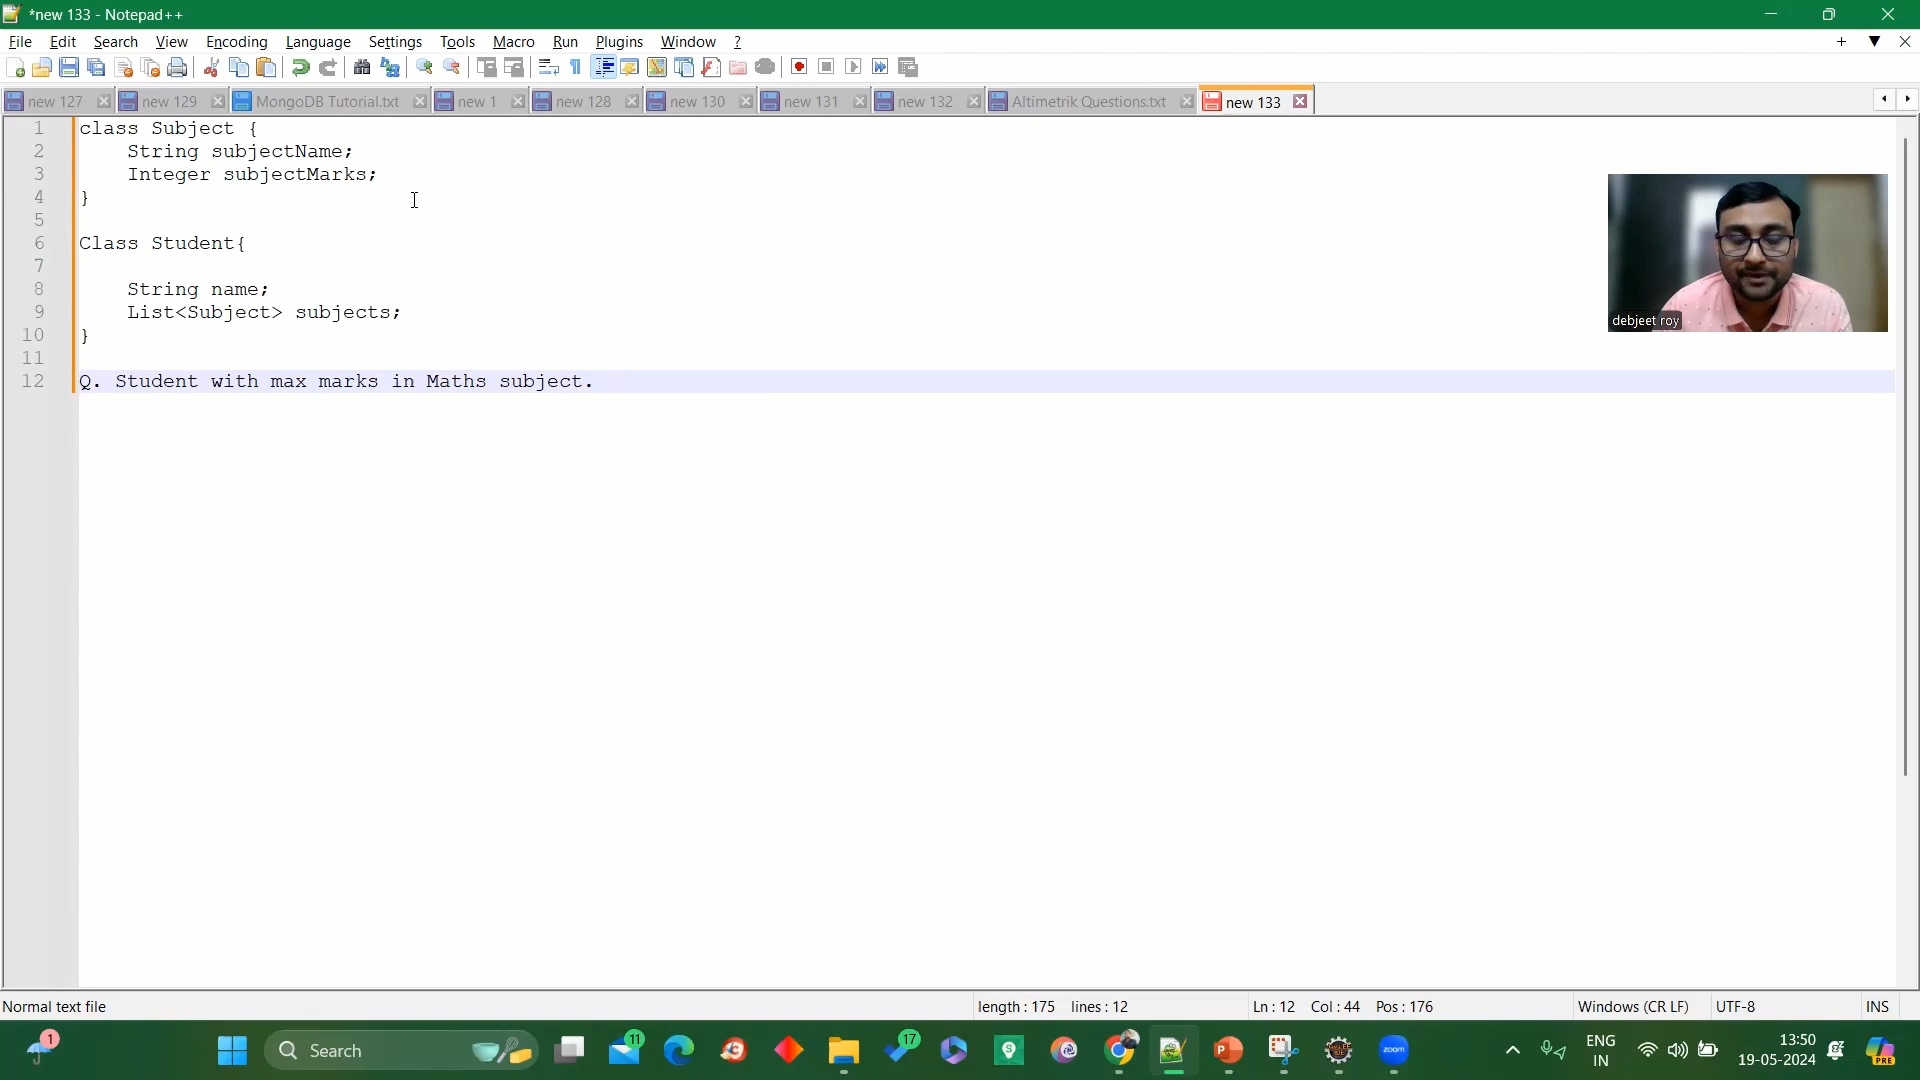 *new 133 - Notepad++
File Edit Search View Encoding Language Settings Tools Macro Run Plugins Window ?
new 127 new 129 MongoDB Tutorial.txt new 1 new 128 new 130 new 131 new 132 Altimetrik Questions.txt new 133
1 class Subject {
2 String subjectName;
3 Integer subjectMarks;
4 }
5
6 Class Student{
7
8 String name;
9 List<Subject> subjects;
10 }
11
12 Q. Student with max marks in Maths subject.
debjeet roy
Normal text file length : 175 lines : 12 Ln : 12 Col : 44 Pos : 176 Windows (CR LF) UTF-8 INS
1 Search 11 17 zoom ENG 13:50
IN 19-05-2024 PRE